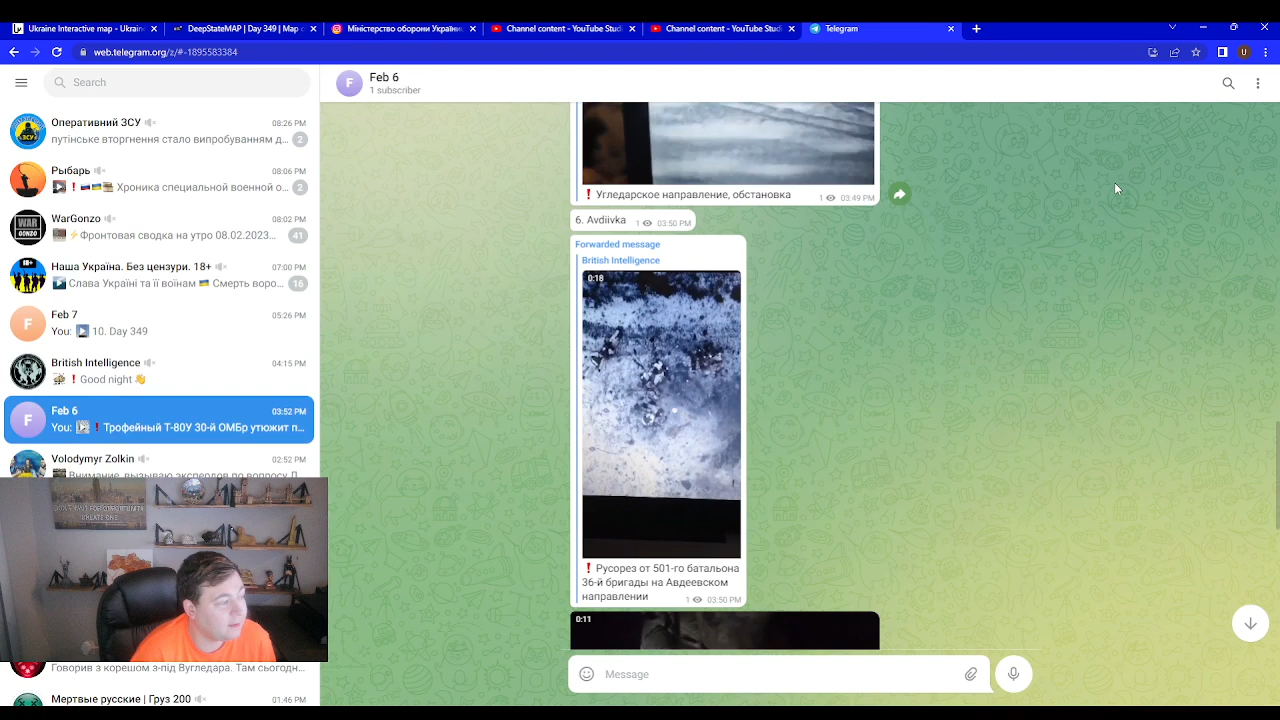 Ukraine Interactive map - Ukraine
DeepStateMAP | Day 349 | Map o
Міністерство оборони Україн
Channel content - YouTube Studi
Channel content - YouTube Studi
Telegram
web.telegram.org/z/#-1895583384
U
Search
F
Feb 6
1 subscriber
Оперативний ЗСУ
08:26 PM
путінське вторгнення стало випробуванням д...
2
Рыбарь
08:06 PM
❗🇷🇺🇺🇦 Хроника специальной военной о...
2
WAR GONZO
WarGonzo
08:02 PM
⚡Фронтовая сводка на утро 08.02.2023...
41
18+
Наша Україна. Без цензури. 18+
07:00 PM
Слава Україні та її воїнам 🇺🇦 Смерть воро...
16
F
Feb 7
05:26 PM
You: 10. Day 349
British Intelligence
04:15 PM
❗Good night 👋
F
Feb 6
03:52 PM
You: ❗Трофейный Т-80У 30-й ОМБр утюжит п...
Volodymyr Zolkin
02:52 PM
Внимание, вызываю экспердов по вопросу Д
Говорив з корешом з-під Вугледара. Там сьогодн...
Мертвые русские | Груз 200
01:46 PM
❗ Угледарское направление, обстановка
1 03:49 PM
6. Avdiivka 1 03:50 PM
Forwarded message
British Intelligence
0:18
❗ Русорез от 501-го батальона
36-й бригады на Авдеевском
направлении 1 03:50 PM
0:11
Message